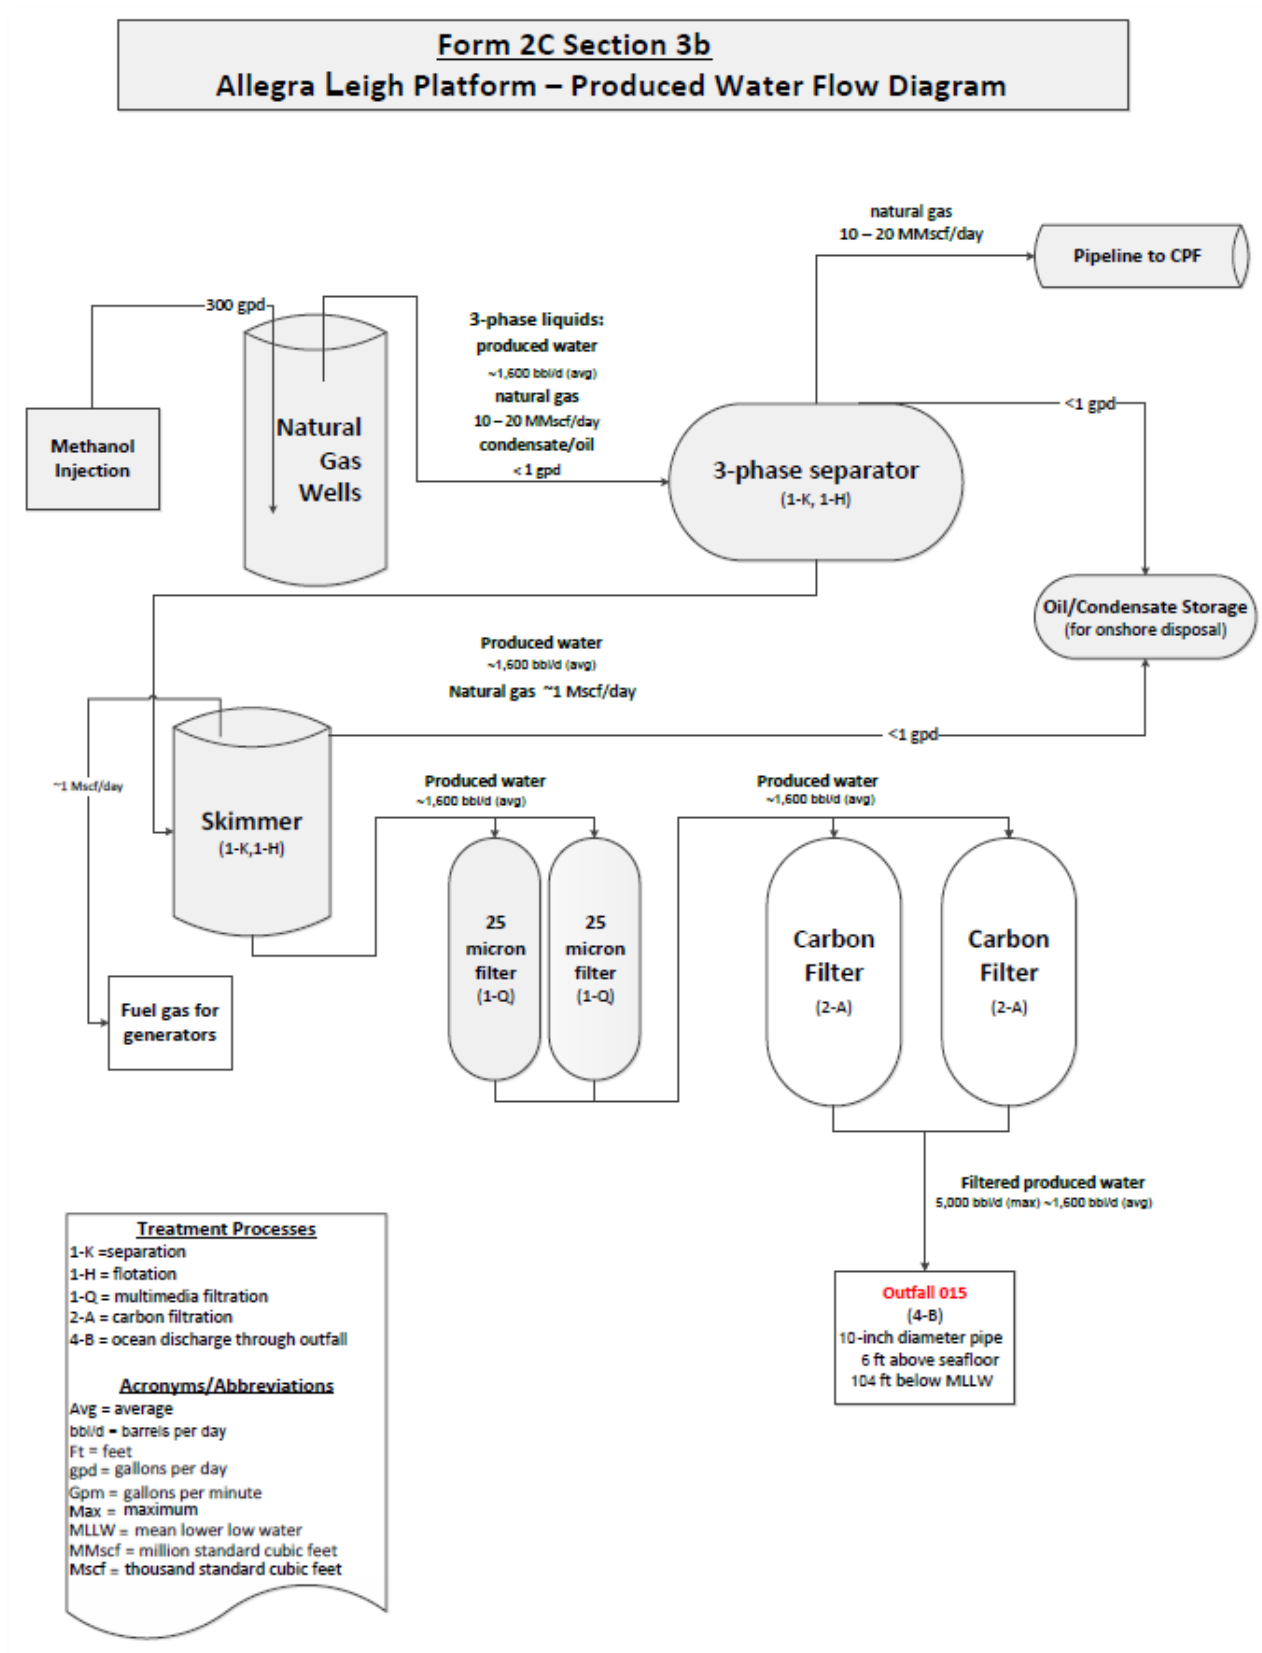 Form 2C Section 3b
Allegra Leigh Platform – Produced Water Flow Diagram
natural gas
10 – 20 MMscf/day
Pipeline to CPF
300 gpd
3-phase liquids:
produced water
~1,600 bbl/d (avg)
natural gas
10 – 20 MMscf/day
condensate/oil
< 1 gpd
Methanol
Injection
Natural
Gas
Wells
3-phase separator
(1-K, 1-H)
<1 gpd
Oil/Condensate Storage
(for onshore disposal)
Produced water
~1,600 bbl/d (avg)
Natural gas ~1 Mscf/day
<1 gpd
~1 Mscf/day
Skimmer
(1-K,1-H)
Produced water
~1,600 bbl/d (avg)
Produced water
~1,600 bbl/d (avg)
25
micron
filter
(1-Q)
25
micron
filter
(1-Q)
Carbon
Filter
(2-A)
Carbon
Filter
(2-A)
Fuel gas for
generators
Filtered produced water
5,000 bbl/d (max) ~1,600 bbl/d (avg)
Outfall 015
(4-B)
10-inch diameter pipe
6 ft above seafloor
104 ft below MLLW
Treatment Processes
1-K =separation
1-H = flotation
1-Q = multimedia filtration
2-A = carbon filtration
4-B = ocean discharge through outfall
Acronyms/Abbreviations
Avg = average
bbl/d = barrels per day
Ft = feet
gpd = gallons per day
Gpm = gallons per minute
Max = maximum
MLLW = mean lower low water
MMscf = million standard cubic feet
Mscf = thousand standard cubic feet